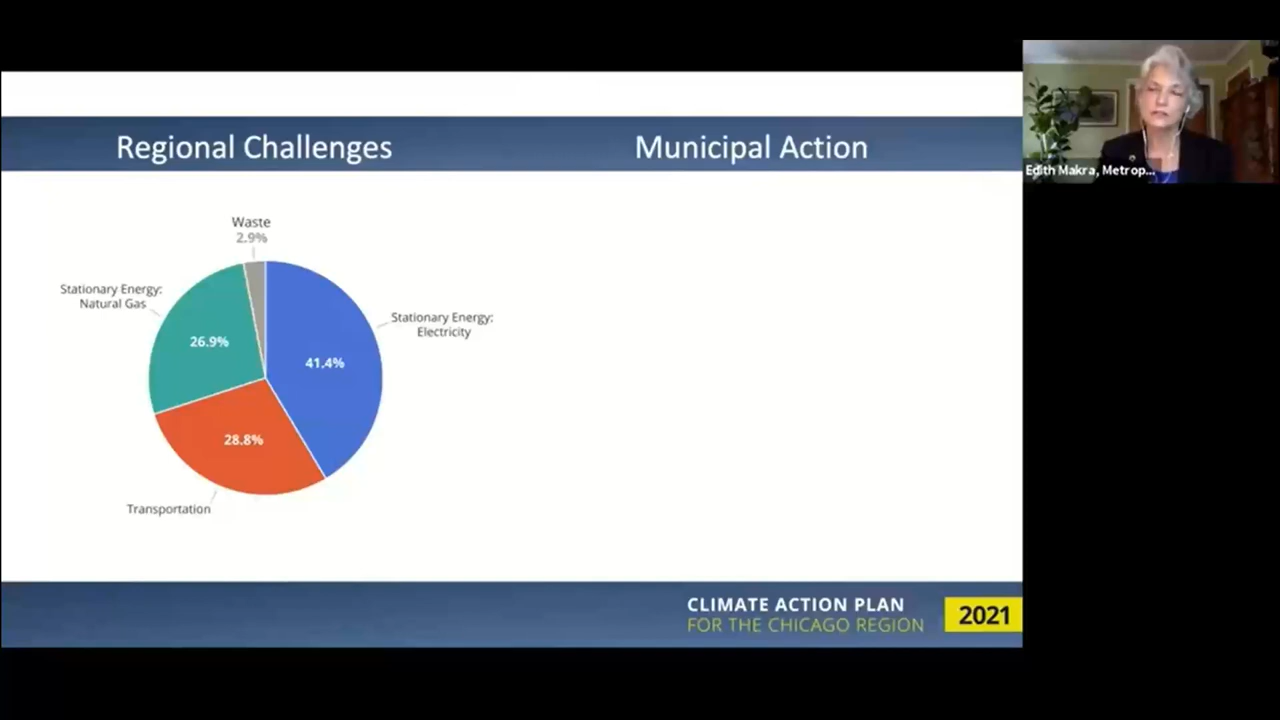 Regional Challenges
Municipal Action
Waste
2.9%
Stationary Energy:
Natural Gas
26.9%
Stationary Energy:
Electricity
41.4%
28.8%
Transportation
CLIMATE ACTION PLAN
FOR THE CHICAGO REGION
2021
Edith Makra, Metrop...